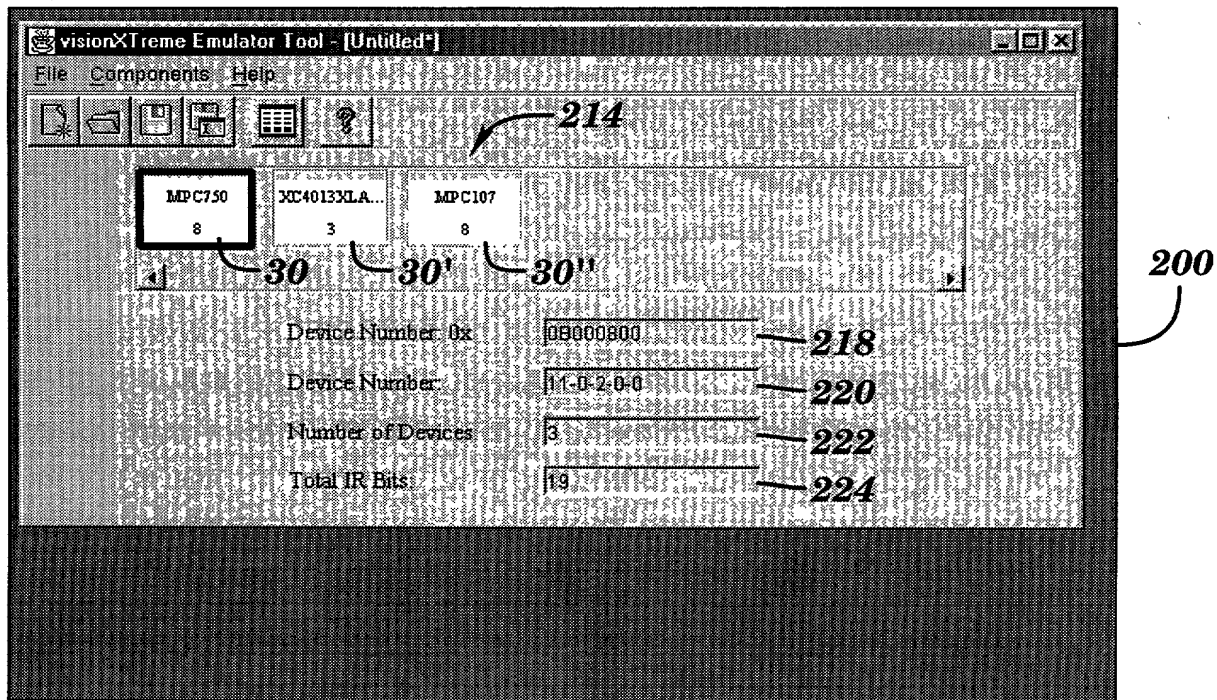 visionXTreme Emulator Tool - [Untitled*]
File Components Help
214
MPC750
8
XC4013XLA...
3
MPC107
8
30
30'
30''
200
Device Number: 0x 0B000800 218
Device Number: 11-0-2-0-0 220
Number of Devices 3 222
Total IR Bits: 19 224